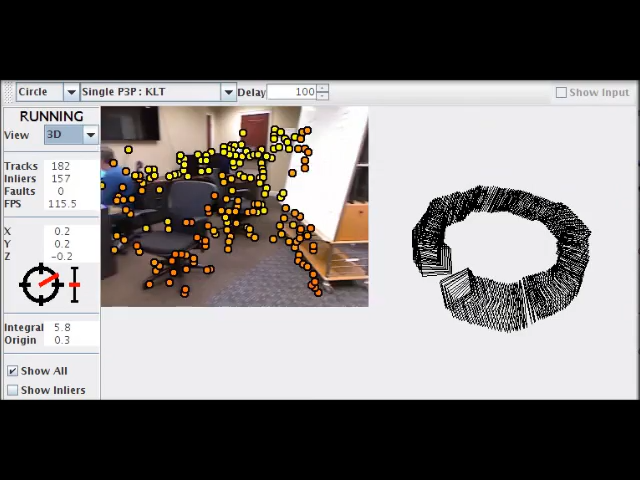 Circle Single P3P : KLT Delay 100 Show Input
RUNNING
View 3D
Tracks 182
Inliers 157
Faults 0
FPS 115.5
X 0.2
Y 0.2
Z -0.2
Integral 5.8
Origin 0.3
Show All
Show Inliers